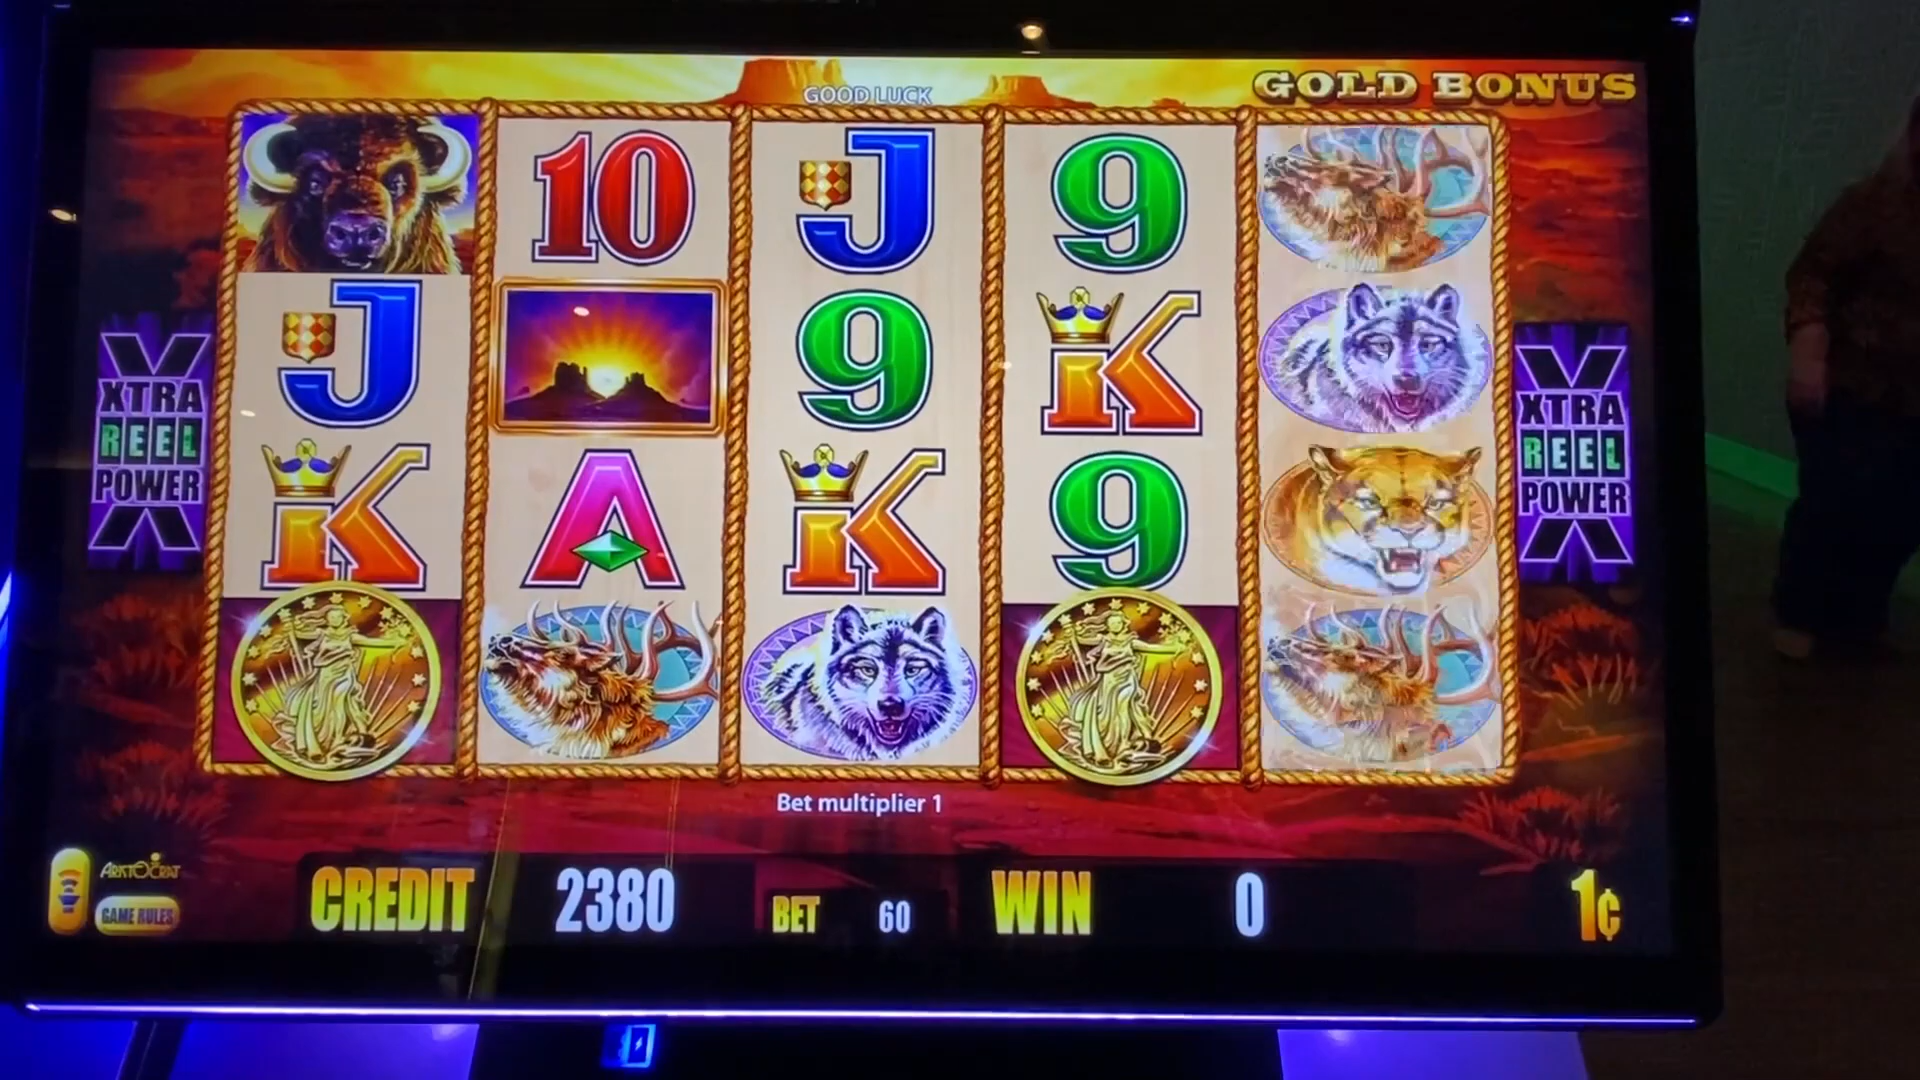 GOOD LUCK
GOLD BONUS
10
J
9
J
9
K
XTRA
REEL
POWER
XTRA
REEL
POWER
K
A
K
9
Bet multiplier 1
ARISTOCRAT
GAME RULES
CREDIT 2380 BET 60 WIN 0 1¢